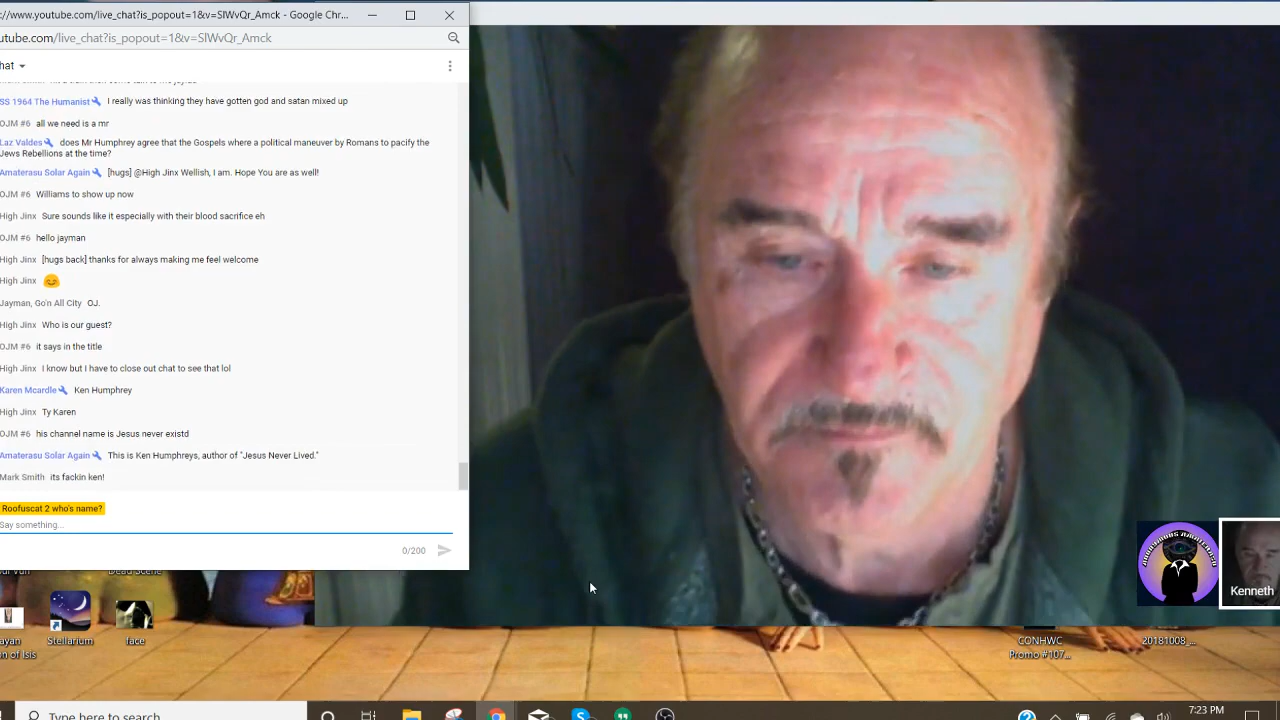 ://www.youtube.com/live_chat?is_popout=1&v=SlWvQr_Amck - Google Chr...
utube.com/live_chat?is_popout=1&v=SlWvQr_Amck
hat
SS 1964 The Humanist I really was thinking they have gotten god and satan mixed up
OJM #6 all we need is a mr
Laz Valdes does Mr Humphrey agree that the Gospels where a political maneuver by Romans to pacify the
Jews Rebellions at the time?
Amaterasu Solar Again [hugs] @High Jinx Wellish, I am. Hope You are as well!
OJM #6 Williams to show up now
High Jinx Sure sounds like it especially with their blood sacrifice eh
OJM #6 hello jayman
High Jinx [hugs back] thanks for always making me feel welcome
High Jinx 😊
Jayman, Go'n All City OJ.
High Jinx Who is our guest?
OJM #6 it says in the title
High Jinx I know but I have to close out chat to see that lol
Karen Mcardle Ken Humphrey
High Jinx Ty Karen
OJM #6 his channel name is Jesus never existd
Amaterasu Solar Again This is Ken Humphreys, author of "Jesus Never Lived."
Mark Smith its fackin ken!
Roofuscat 2 who's name?
Say something...
0/200
Kenneth
Dead Scene
ayan
on of Isis
Stellarium
face
CONHWC
Promo #107...
20181008_...
Type here to search
7:23 PM